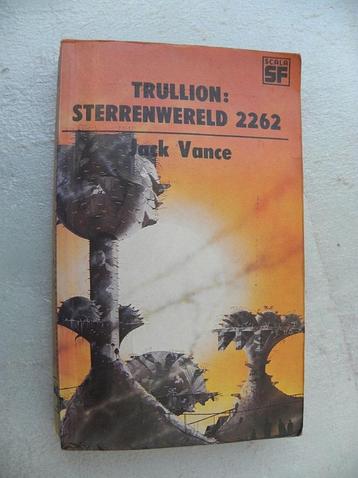 SCALA
SF
TRULLION:
STERRENWERELD 2262
Jack Vance